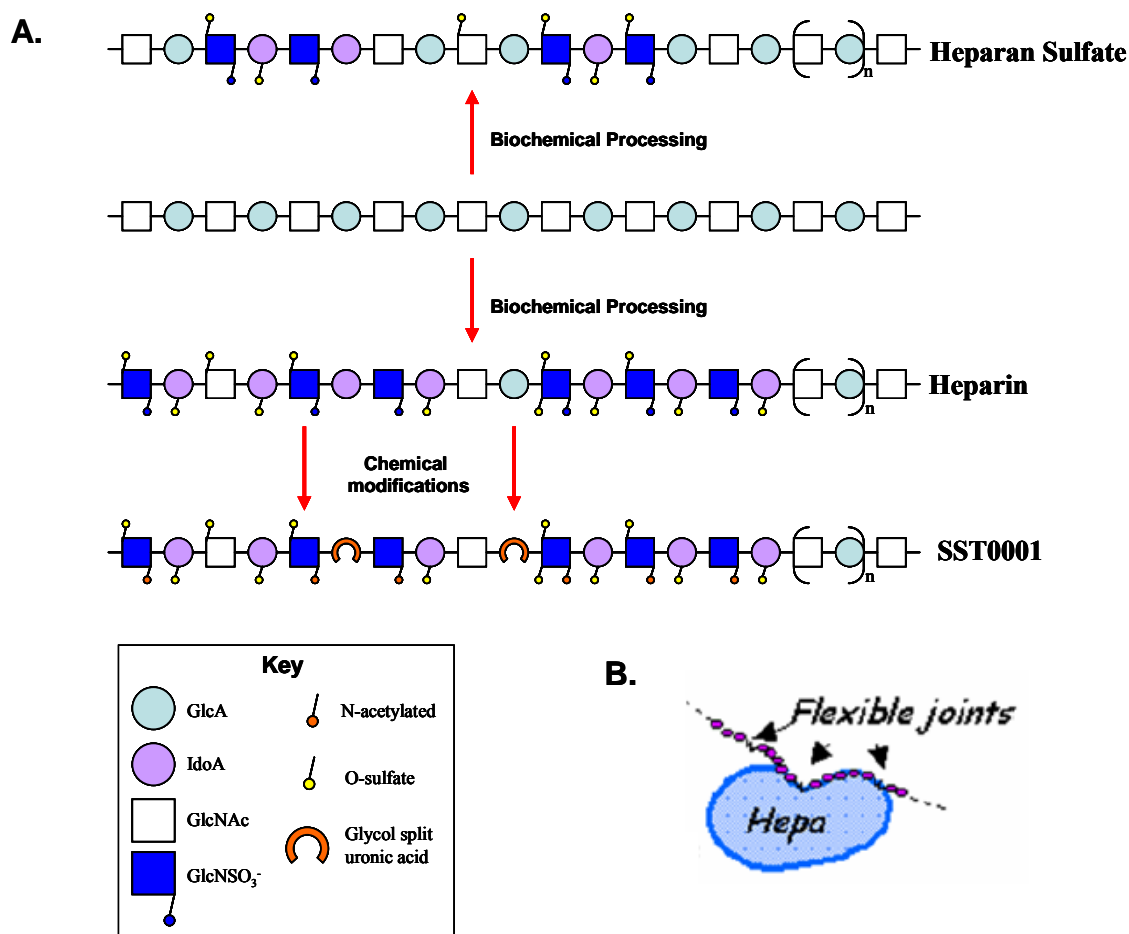 A.
Heparan Sulfate
n
Biochemical Processing
Biochemical Processing
Heparin
n
Chemical
modifications
SST0001
n
Key
GlcA
N-acetylated
IdoA
O-sulfate
GlcNAc
Glycol split
uronic acid
GlcNSO₃⁻
B.
Flexible joints
Hepa